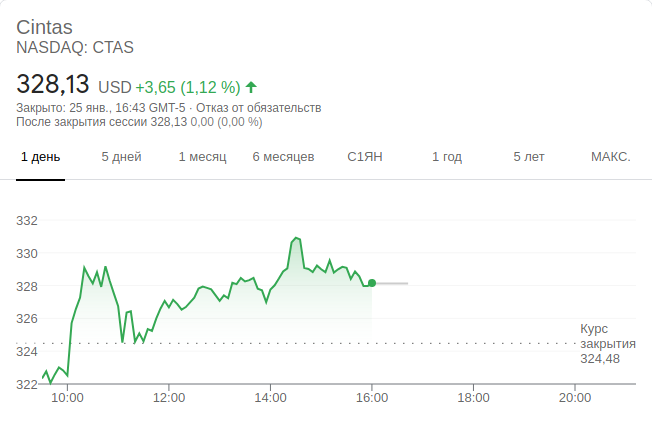 Cintas
NASDAQ: CTAS
328,13 USD +3,65 (1,12 %)
Закрыто: 25 янв., 16:43 GMT-5 · Отказ от обязательств
После закрытия сессии 328,13 0,00 (0,00 %)
1 день 5 дней 1 месяц 6 месяцев С1ЯН 1 год 5 лет МАКС.
332
330
328
326
324
322
Курс
закрытия
324,48
10:00 12:00 14:00 16:00 18:00 20:00